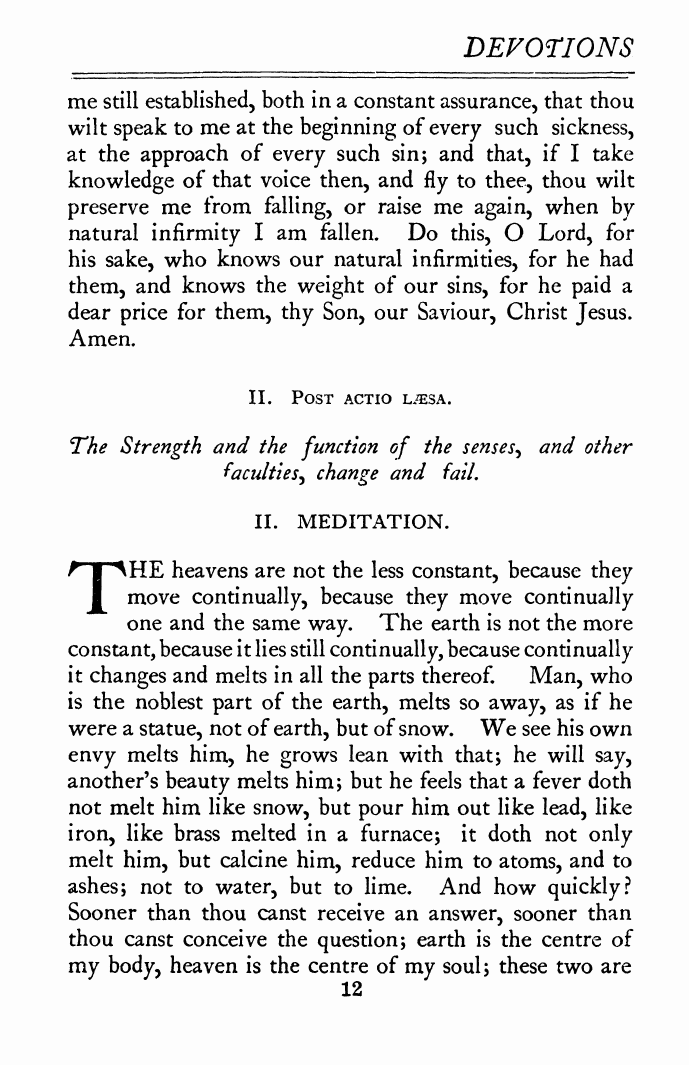 DEVOTIONS
me still established, both in a constant assurance, that thou
wilt speak to me at the beginning of every such sickness,
at the approach of every such sin; and that, if I take
knowledge of that voice then, and fly to thee, thou wilt
preserve me from falling, or raise me again, when by
natural infirmity I am fallen. Do this, O Lord, for
his sake, who knows our natural infirmities, for he had
them, and knows the weight of our sins, for he paid a
dear price for them, thy Son, our Saviour, Christ Jesus.
Amen.
II. Post actio læsa.
The Strength and the function of the senses, and other
faculties, change and fail.
II. MEDITATION.
THE heavens are not the less constant, because they
move continually, because they move continually
one and the same way. The earth is not the more
constant, because it lies still continually, because continually
it changes and melts in all the parts thereof. Man, who
is the noblest part of the earth, melts so away, as if he
were a statue, not of earth, but of snow. We see his own
envy melts him, he grows lean with that; he will say,
another's beauty melts him; but he feels that a fever doth
not melt him like snow, but pour him out like lead, like
iron, like brass melted in a furnace; it doth not only
melt him, but calcine him, reduce him to atoms, and to
ashes; not to water, but to lime. And how quickly?
Sooner than thou canst receive an answer, sooner than
thou canst conceive the question; earth is the centre of
my body, heaven is the centre of my soul; these two are
12